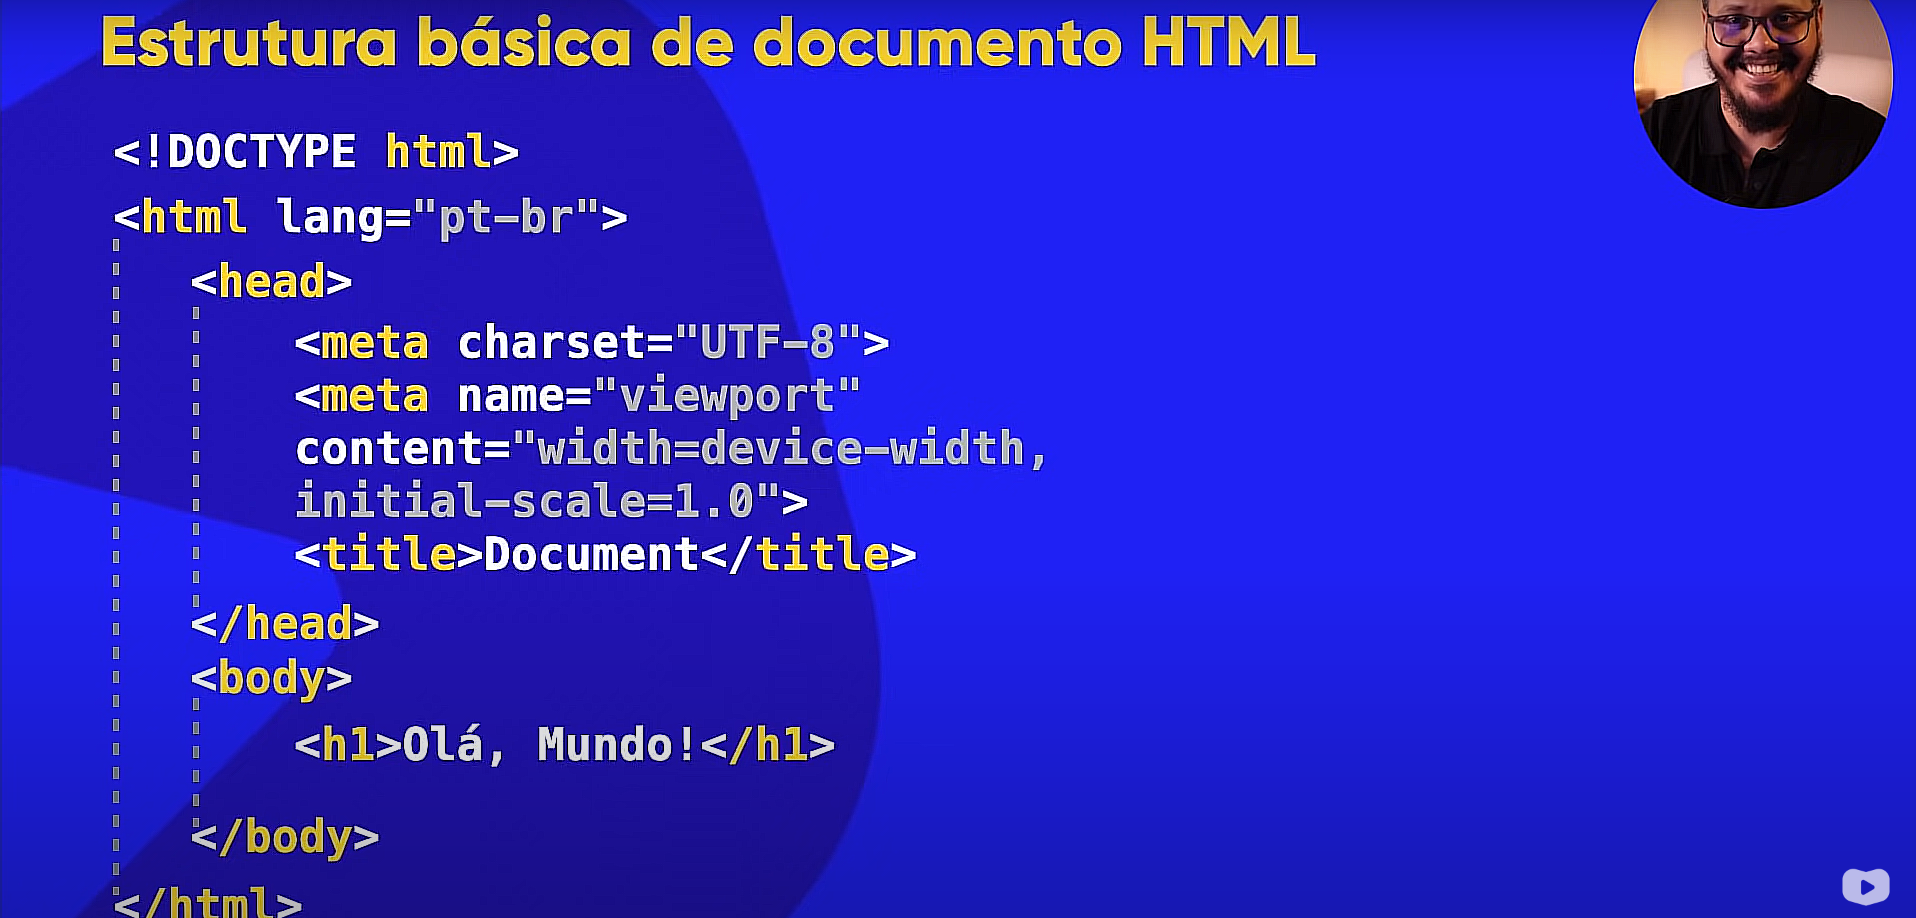 Estrutura básica de documento HTML
<!DOCTYPE html>
<html lang="pt-br">
<head>
<meta charset="UTF-8">
<meta name="viewport"
content="width=device-width,
initial-scale=1.0">
<title>Document</title>
</head>
<body>
<h1>Olá, Mundo!</h1>
</body>
</html>